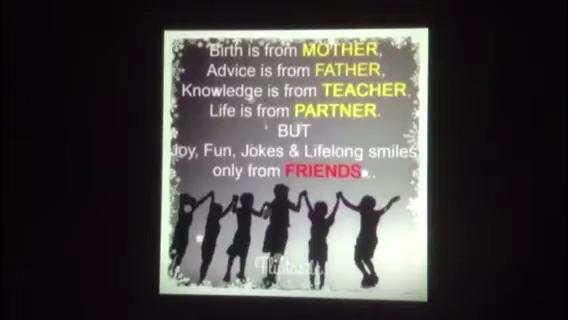 Birth is from MOTHER,
Advice is from FATHER,
Knowledge is from TEACHER,
Life is from PARTNER.
BUT
Joy, Fun, Jokes & Lifelong smiles
only from FRIENDS...